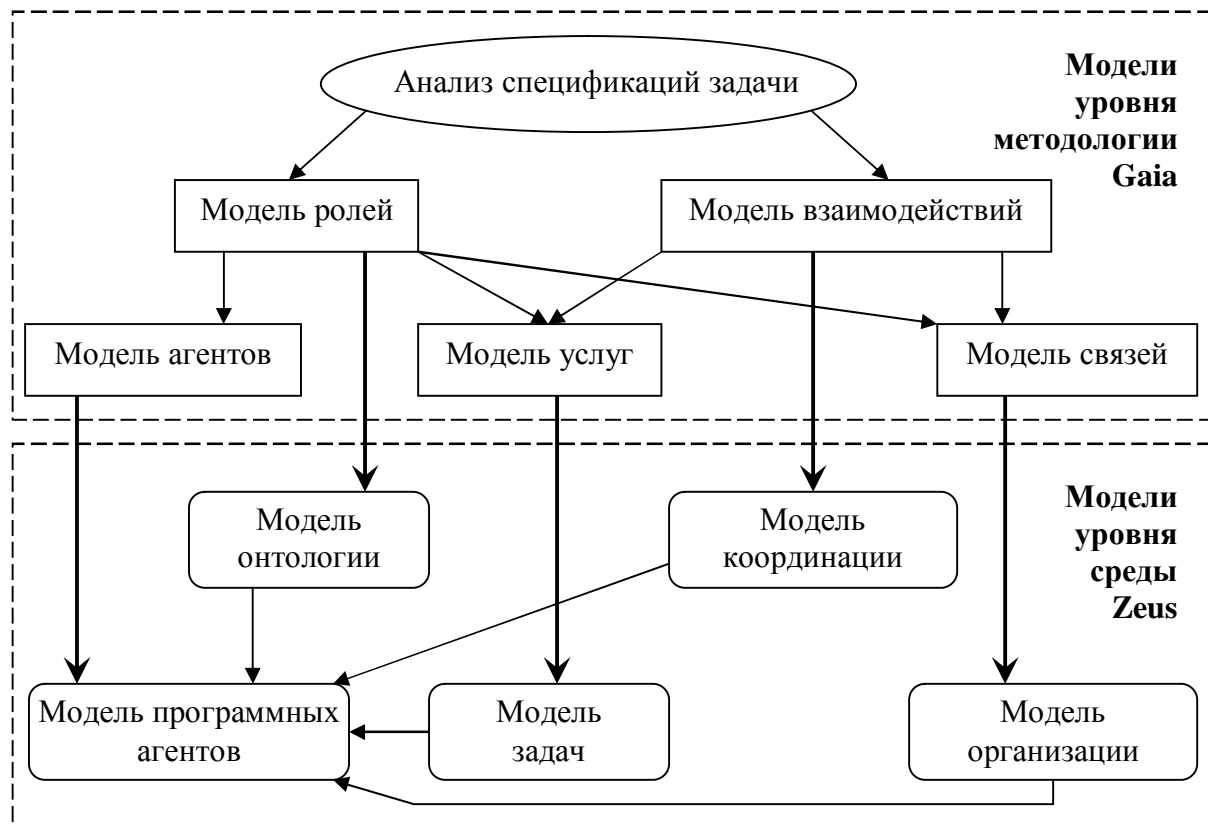 Анализ спецификаций задачи
Модели
уровня
методологии
Gaia
Модель ролей
Модель взаимодействий
Модель агентов
Модель услуг
Модель связей
Модель
онтологии
Модель
координации
Модели
уровня
среды
Zeus
Модель программных
агентов
Модель
задач
Модель
организации